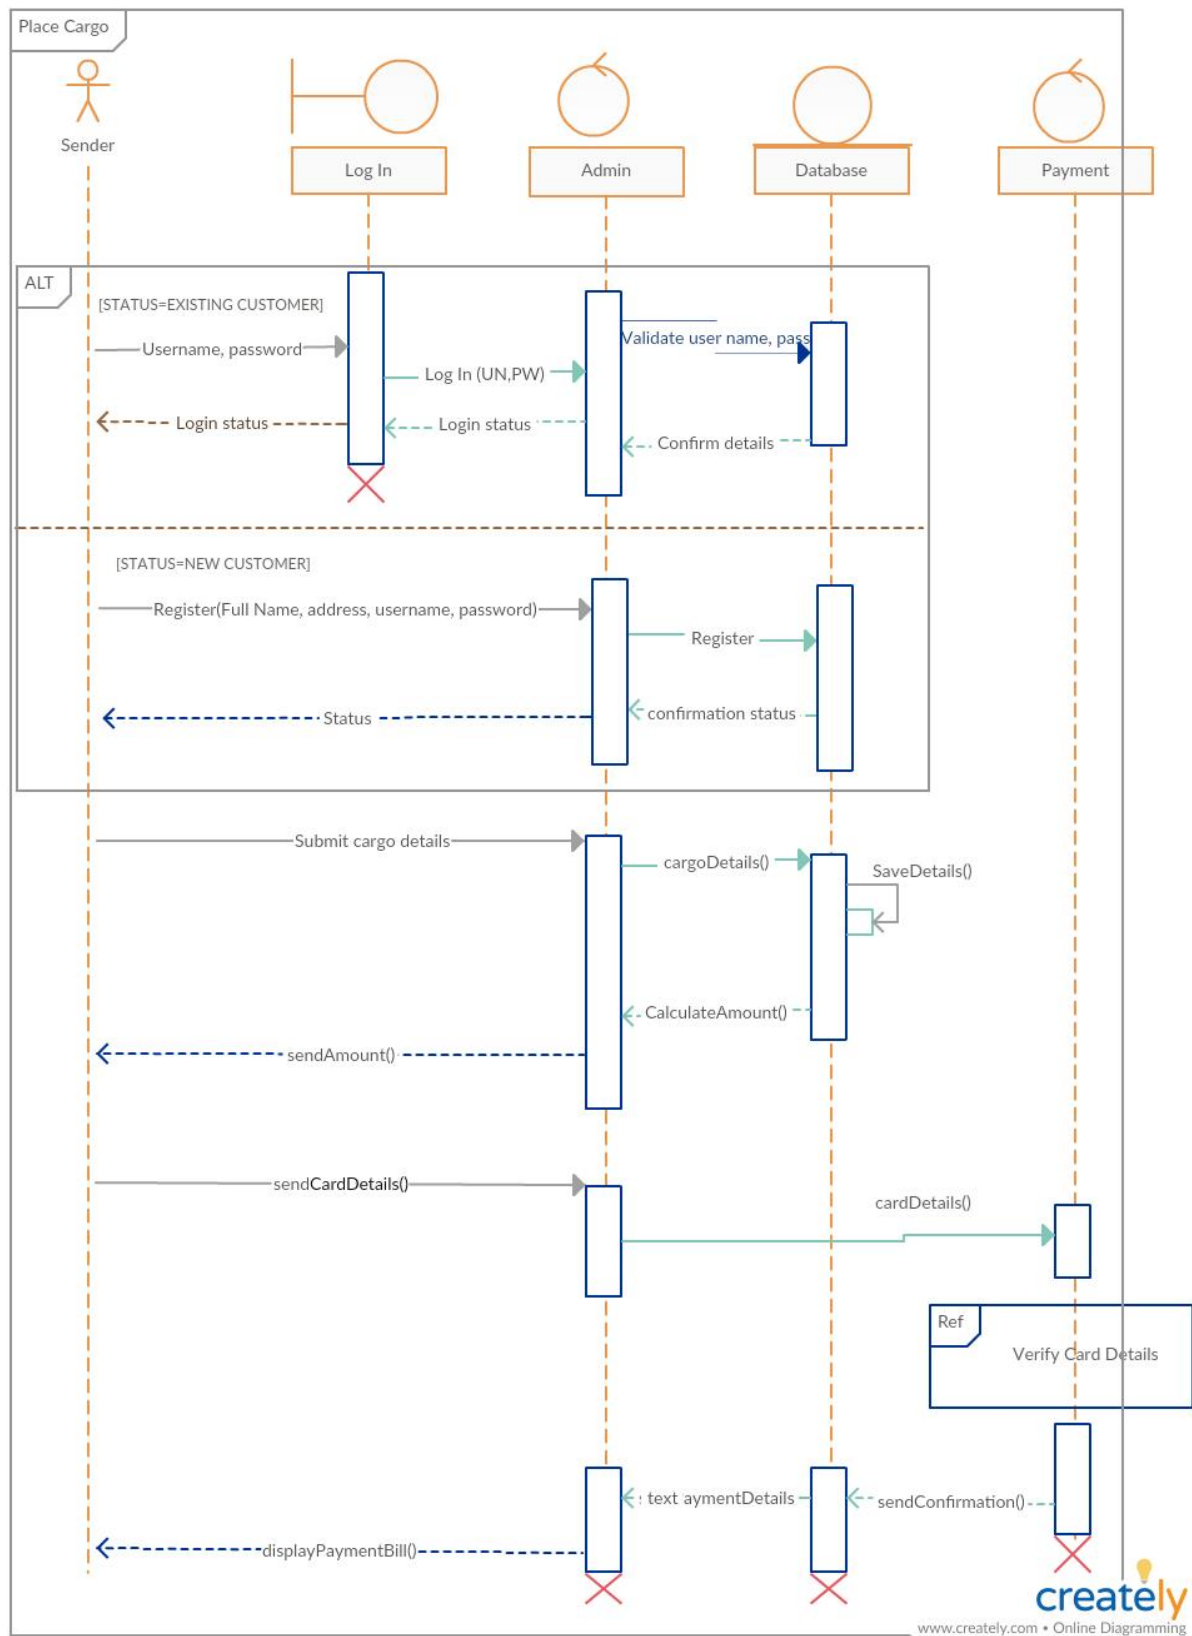 Place Cargo
Sender
Log In
Admin
Database
Payment
ALT
[STATUS=EXISTING CUSTOMER]
Validate user name, pass
Username, password
Log In (UN,PW)
Login status
Login status
Confirm details
[STATUS=NEW CUSTOMER]
Register(Full Name, address, username, password)
Register
Status
confirmation status
Submit cargo details
cargoDetails()
SaveDetails()
CalculateAmount()
sendAmount()
sendCardDetails()
cardDetails()
Ref
Verify Card Details
text aymentDetails
sendConfirmation()
displayPaymentBill()
creately
www.creately.com • Online Diagramming